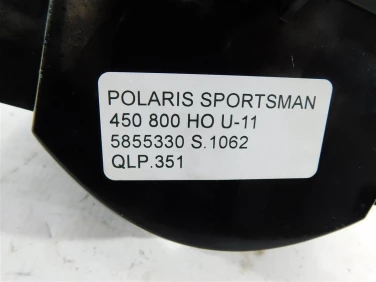 POLARIS SPORTSMAN
450 800 HO U-11
5855330 S.1062
QLP.351